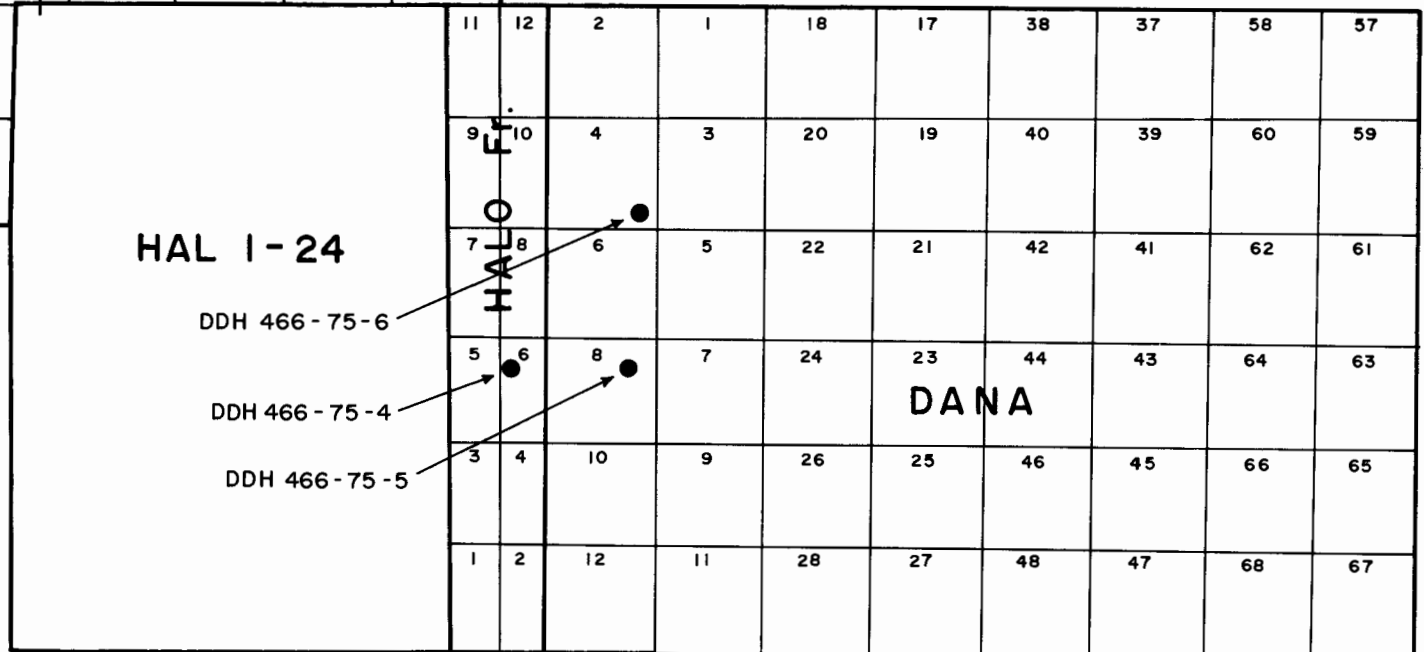 11 12 2 1 18 17 38 37 58 57
9 10 4 3 20 19 40 39 60 59
HALO Fr.
HAL 1-24
7 8 6 5 22 21 42 41 62 61
DDH 466-75-6
5 6 8 7 24 23 44 43 64 63
DDH 466-75-4
DANA
3 4 10 9 26 25 46 45 66 65
DDH 466-75-5
1 2 12 11 28 27 48 47 68 67